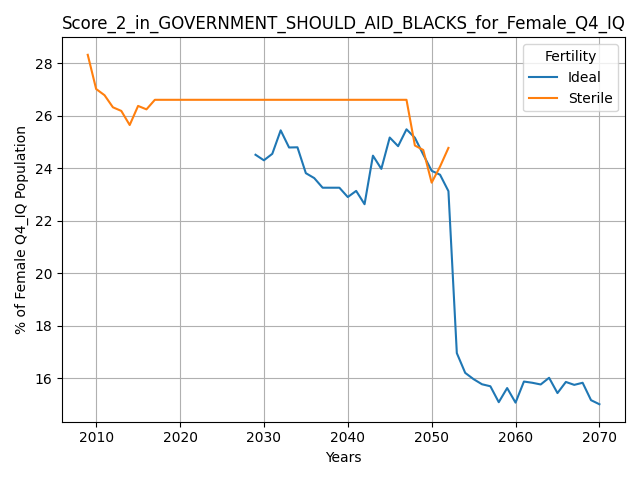 Score_2_in_GOVERNMENT_SHOULD_AID_BLACKS_for_Female_Q4_IQ
Fertility
Ideal
Sterile
% of Female Q4_IQ Population
28
26
24
22
20
18
16
2010 2020 2030 2040 2050 2060 2070
Years